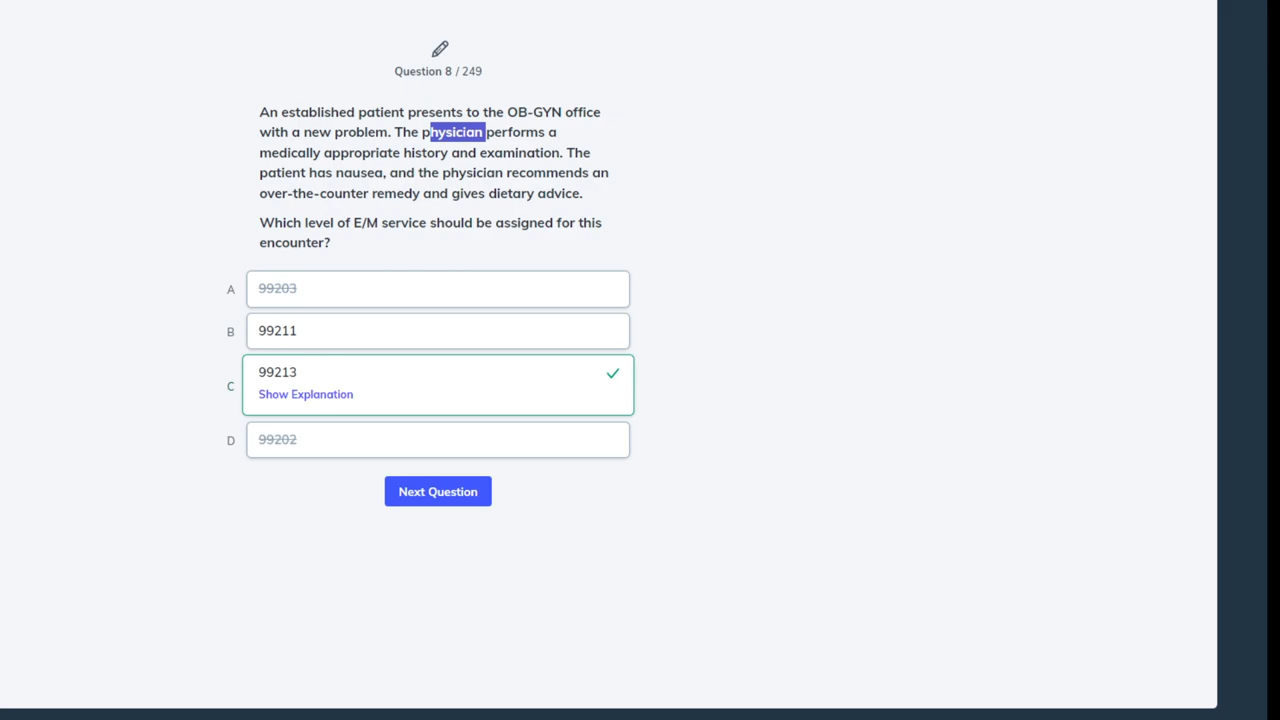 Question 8 / 249
An established patient presents to the OB-GYN office
with a new problem. The physician performs a
medically appropriate history and examination. The
patient has nausea, and the physician recommends an
over-the-counter remedy and gives dietary advice.
Which level of E/M service should be assigned for this
encounter?
A 99203
B 99211
C 99213
Show Explanation
D 99202
Next Question